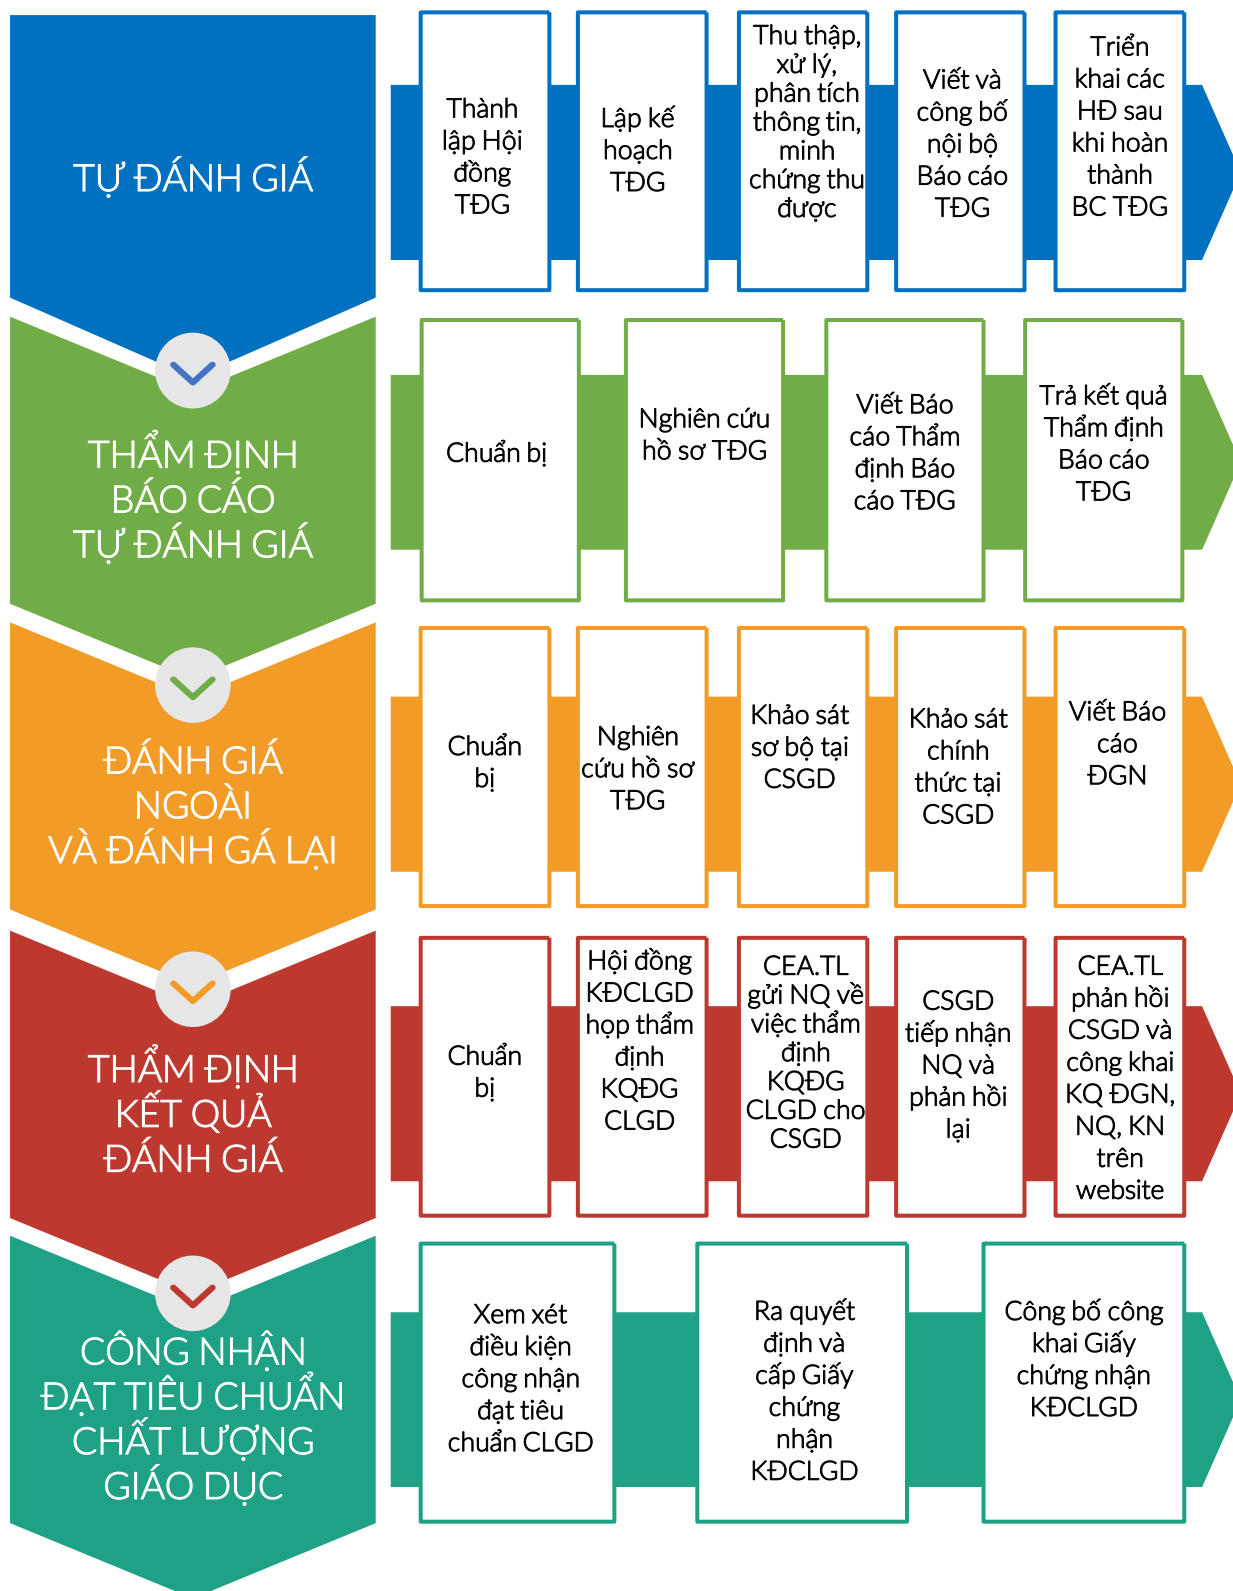 TỰ ĐÁNH GIÁ
Thành
lập Hội
đồng
TĐG
Lập kế
hoạch
TĐG
Thu thập,
xử lý,
phân tích
thông tin,
minh
chứng thu
được
Viết và
công bố
nội bộ
Báo cáo
TĐG
Triển
khai các
HĐ sau
khi hoàn
thành
BC TĐG
THẨM ĐỊNH
BÁO CÁO
TỰ ĐÁNH GIÁ
Chuẩn bị
Nghiên cứu
hồ sơ TĐG
Viết Báo
cáo Thẩm
định Báo
cáo TĐG
Trả kết quả
Thẩm định
Báo cáo
TĐG
ĐÁNH GIÁ
NGOÀI
VÀ ĐÁNH GÁ LẠI
Chuẩn
bị
Nghiên
cứu hồ sơ
TĐG
Khảo sát
sơ bộ tại
CSGD
Khảo sát
chính
thức tại
CSGD
Viết Báo
cáo
ĐGN
THẨM ĐỊNH
KẾT QUẢ
ĐÁNH GIÁ
Chuẩn
bị
Hội đồng
KĐCLGD
họp thẩm
định
KQĐG
CLGD
CEA.TL
gửi NQ về
việc thẩm
định
KQĐG
CLGD cho
CSGD
CSGD
tiếp nhận
NQ và
phản hồi
lại
CEA.TL
phản hồi
CSGD và
công khai
KQ ĐGN,
NQ, KN
trên
website
CÔNG NHẬN
ĐẠT TIÊU CHUẨN
CHẤT LƯỢNG
GIÁO DỤC
Xem xét
điều kiện
công nhận
đạt tiêu
chuẩn CLGD
Ra quyết
định và
cấp Giấy
chứng
nhận
KĐCLGD
Công bố công
khai Giấy
chứng nhận
KĐCLGD